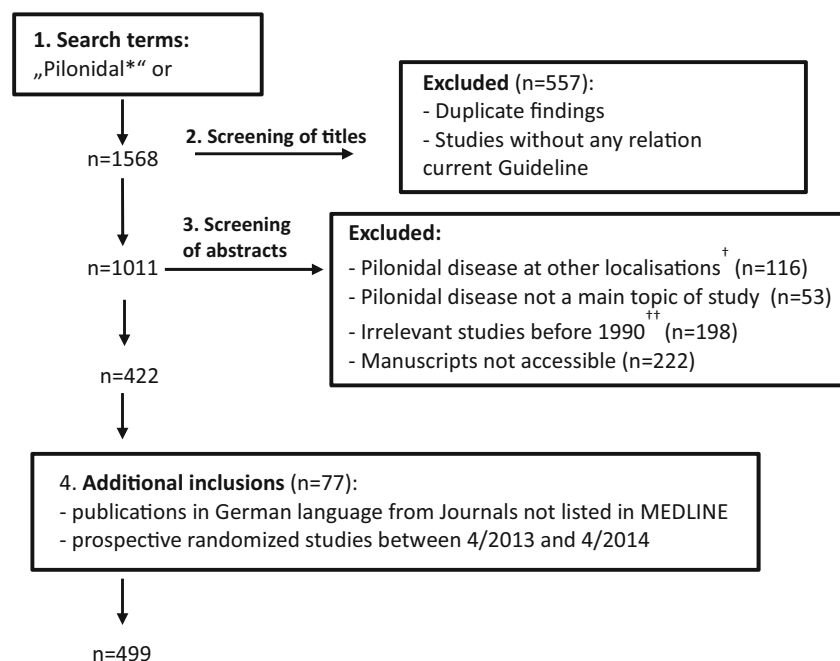 1. Search terms:
„Pilonidal*“ or
Excluded (n=557):
- Duplicate findings
- Studies without any relation
current Guideline
2. Screening of titles
n=1568
3. Screening
of abstracts
n=1011
Excluded:
- Pilonidal disease at other localisations† (n=116)
- Pilonidal disease not a main topic of study (n=53)
- Irrelevant studies before 1990†† (n=198)
- Manuscripts not accessible (n=222)
n=422
4. Additional inclusions (n=77):
- publications in German language from Journals not listed in MEDLINE
- prospective randomized studies between 4/2013 and 4/2014
n=499